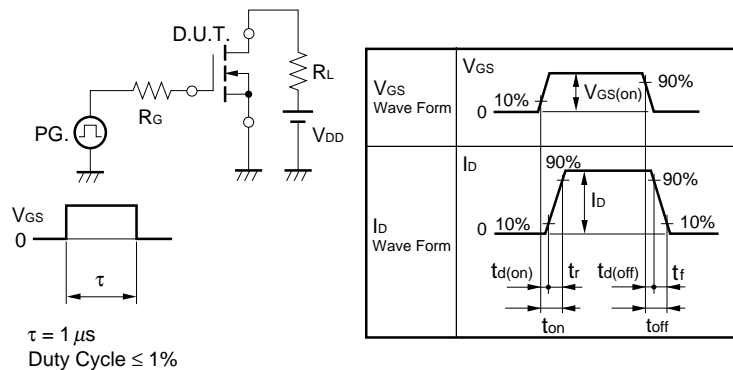 D.U.T.
RL
RG
PG.
VDD
VGS
0
τ
τ = 1 μs
Duty Cycle ≤ 1%
VGS
Wave Form
VGS
10%
0
VGS(on)
90%
ID
Wave Form
ID
90%
90%
ID
0 10%
10%
td(on) tr td(off) tf
ton toff